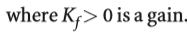 where K_f > 0 is a gain.